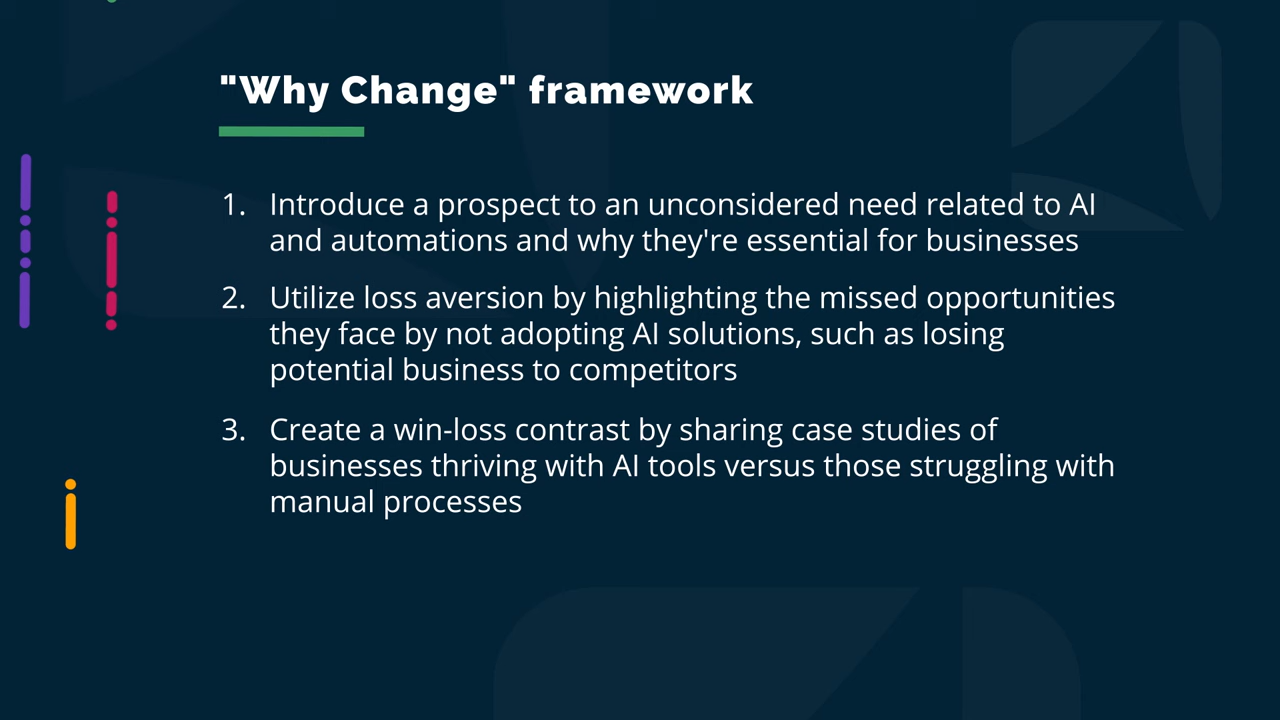 "Why Change" framework
1. Introduce a prospect to an unconsidered need related to AI
and automations and why they're essential for businesses
2. Utilize loss aversion by highlighting the missed opportunities
they face by not adopting AI solutions, such as losing
potential business to competitors
3. Create a win-loss contrast by sharing case studies of
businesses thriving with AI tools versus those struggling with
manual processes